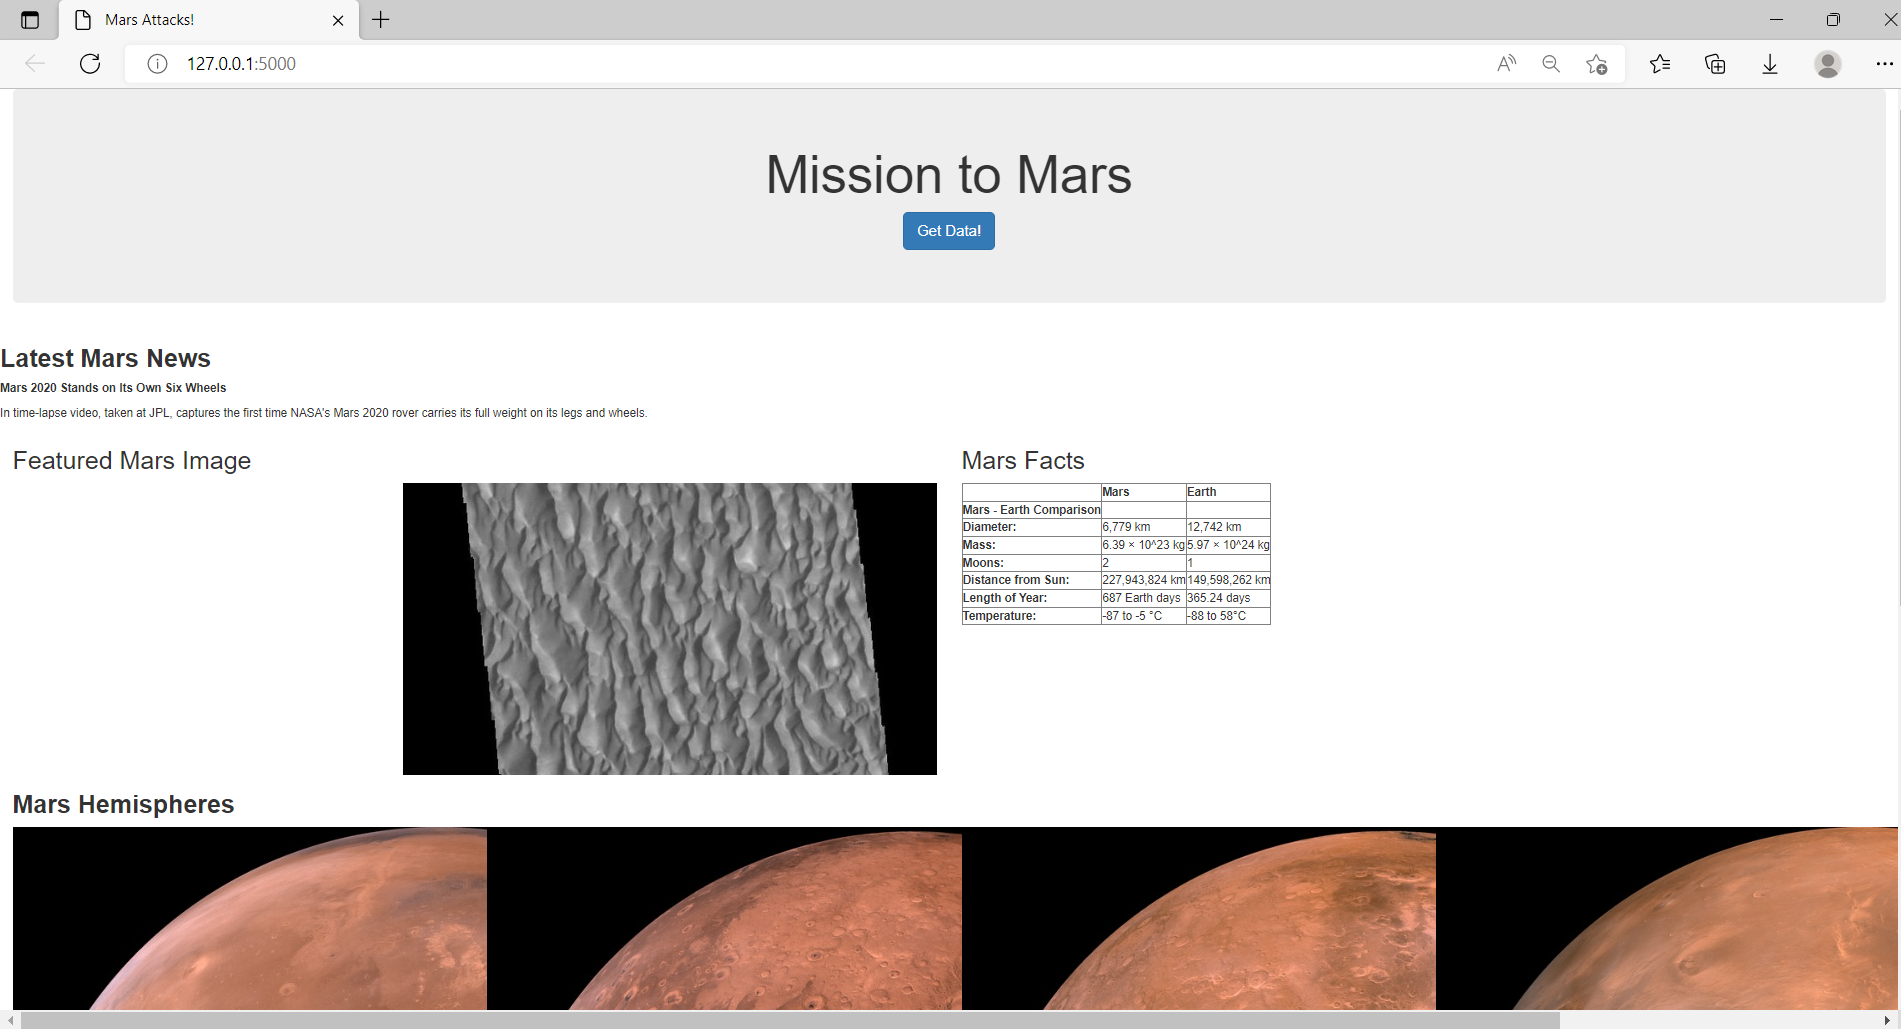 Mars Attacks!
127.0.0.1:5000
Mission to Mars
Get Data!
Latest Mars News
Mars 2020 Stands on Its Own Six Wheels
In time-lapse video, taken at JPL, captures the first time NASA's Mars 2020 rover carries its full weight on its legs and wheels.
Featured Mars Image
Mars Facts
Mars Earth
Mars - Earth Comparison
Diameter: 6,779 km 12,742 km
Mass: 6.39 × 10^23 kg 5.97 × 10^24 kg
Moons: 2 1
Distance from Sun: 227,943,824 km 149,598,262 km
Length of Year: 687 Earth days 365.24 days
Temperature: -87 to -5 °C -88 to 58°C
Mars Hemispheres